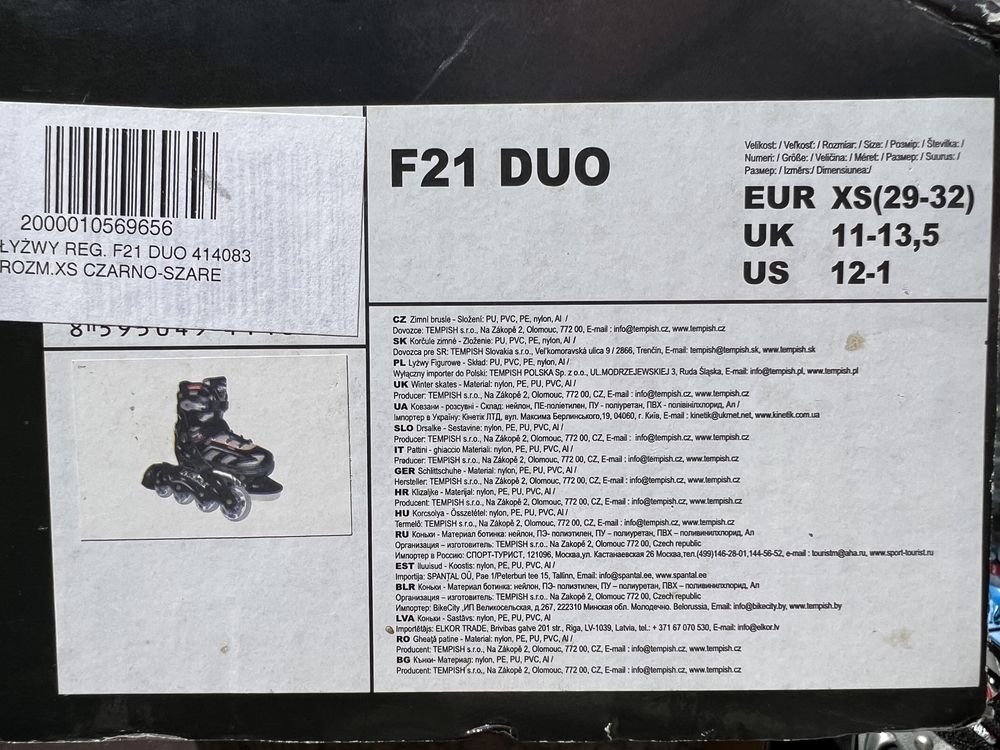 2000010569656
ŁYŻWY REG. F21 DUO 414083
ROZM.XS CZARNO-SZARE
F21 DUO
Velikost: / Veľkosť: / Rozmiar: / Size: / Розмір: / Številka: /
Numeri: / Größe: / Veličina: / Méret: / Размер: / Suurus: /
Размер: / Izmērs:/ Dimensiunea:/
EUR XS(29-32)
UK 11-13,5
US 12-1
CZ Zimní brusle - Složení: PU, PVC, PE, nylon, Al /
Dovozce: TEMPISH s.r.o., Na Zákopě 2, Olomouc, 772 00, E-mail : info@tempish.cz, www.tempish.cz
SK Korčule zimné - Zloženie: PU, PVC, PE, nylon, Al /
Dovozca pre SR: TEMPISH Slovakia s.r.o., Veľkomoravská ulica 9 / 2866, Trenčín, E-mail: tempish@tempish.sk, www.tempish.sk
PL Łyżwy Figurowe - Skład: PU, PVC, PE, nylon, Al /
Wyłączny importer do Polski: TEMPISH POLSKA Sp. z o.o., UL.MODRZEJEWSKIEJ 3, Ruda Śląska, E-mail: info@tempish.pl, www.tempish.pl
UK Winter skates - Material: nylon, PE, PU, PVC, Al /
Producer: TEMPISH s.r.o., Na Zákopě 2, Olomouc, 772 00, CZ, E-mail : info@tempish.cz, www.tempish.cz
UA Ковзани - розсувні - Склад: нейлон, ПЕ-поліетилен, ПУ - поліуретан, ПВХ - полівінілхлорид, Ал /
Імпортер в Україну: Кінетік ЛТД, вул. Максима Берлинського,19, 04060, г. Київ, E-mail : kinetik@ukrnet.net, www.kinetik.com.ua
SLO Drsalke - Sestavine: nylon, PE, PU, PVC, Al /
Producer: TEMPISH s.r.o., Na Zákopě 2, Olomouc, 772 00, CZ, E-mail : info@tempish.cz, www.tempish.cz
IT Pattini - ghiaccio Materiali: nylon, PE, PU, PVC, Al /
Producer: TEMPISH s.r.o., Na Zákopě 2, Olomouc, 772 00, CZ, E-mail : info@tempish.cz, www.tempish.cz
GER Schlittschuhe - Material: nylon, PE, PU, PVC, Al /
Hersteller: TEMPISH s.r.o., Na Zákopě 2, Olomouc, 772 00, CZ, E-mail : info@tempish.cz, www.tempish.cz
HR Klizaljke - Materijal: nylon, PE, PU, PVC, Al /
Producent: TEMPISH s.r.o., Na Zákopě 2, Olomouc, 772 00, CZ, E-mail : info@tempish.cz, www.tempish.cz
HU Korcsolya - Összetétel: nylon, PE, PU, PVC, Al /
Termelő: TEMPISH s.r.o., Na Zákopě 2, Olomouc, 772 00, CZ, E-mail : info@tempish.cz, www.tempish.cz
RU Коньки - Материал ботинка: нейлон, ПЭ- полиэтилен, ПУ – полиуретан, ПВХ – поливинилхлорид, Ал
Организация – изготовитель: TEMPISH s.r.o., Na Zakopě 2, Olomouc, 772 00, Czech republic
Импортер в Россию: СПОРТ-ТУРИСТ, 121096, Москва,ул. Кастанаевская 26 Москва,тел.(499)146-28-01,144-56-52, e-mail : touristm@aha.ru, www.sport-tourist.ru
EST Iluuisud - Koostis: nylon, PE, PU, PVC, Al /
Importija: SPANTAL OÜ, Pae 1/Peterburi tee 15, Tallinn, Email: info@spantal.ee, www.spantal.ee
BLR Коньки - Материал ботинка: нейлон, ПЭ- полиэтилен, ПУ – полиуретан, ПВХ – поливинилхлорид, Ал
Организация – изготовитель: TEMPISH s.r.o., Na Zákopě 2, Olomouc, 772 00, Czech republic
Импортер: BikeCity ,ИП Великосельская, д.267, 222310 Минская обл. Молодечно. Belorussia, Email: info@bikecity.by, www.tempish.by
LVA Коньки - Sastāvs: nylon, PE, PU, PVC, Al
Importētājs: ELKOR TRADE, Brivibas gatve 201 str., Riga, LV-1039, Latvia, tel.: + 371 67 070 530, E-mail: info@elkor.lv
RO Gheață patine - Material: nylon, PE, PU, PVC, Al /
Producent: TEMPISH s.r.o., Na Zákopě 2, Olomouc, 772 00, CZ, E-mail : info@tempish.cz, www.tempish.cz
BG Кънки- Материал: nylon, PE, PU, PVC, Al /
Producent: TEMPISH s.r.o., Na Zákopě 2, Olomouc, 772 00, CZ, E-mail : info@tempish.cz, www.tempish.cz